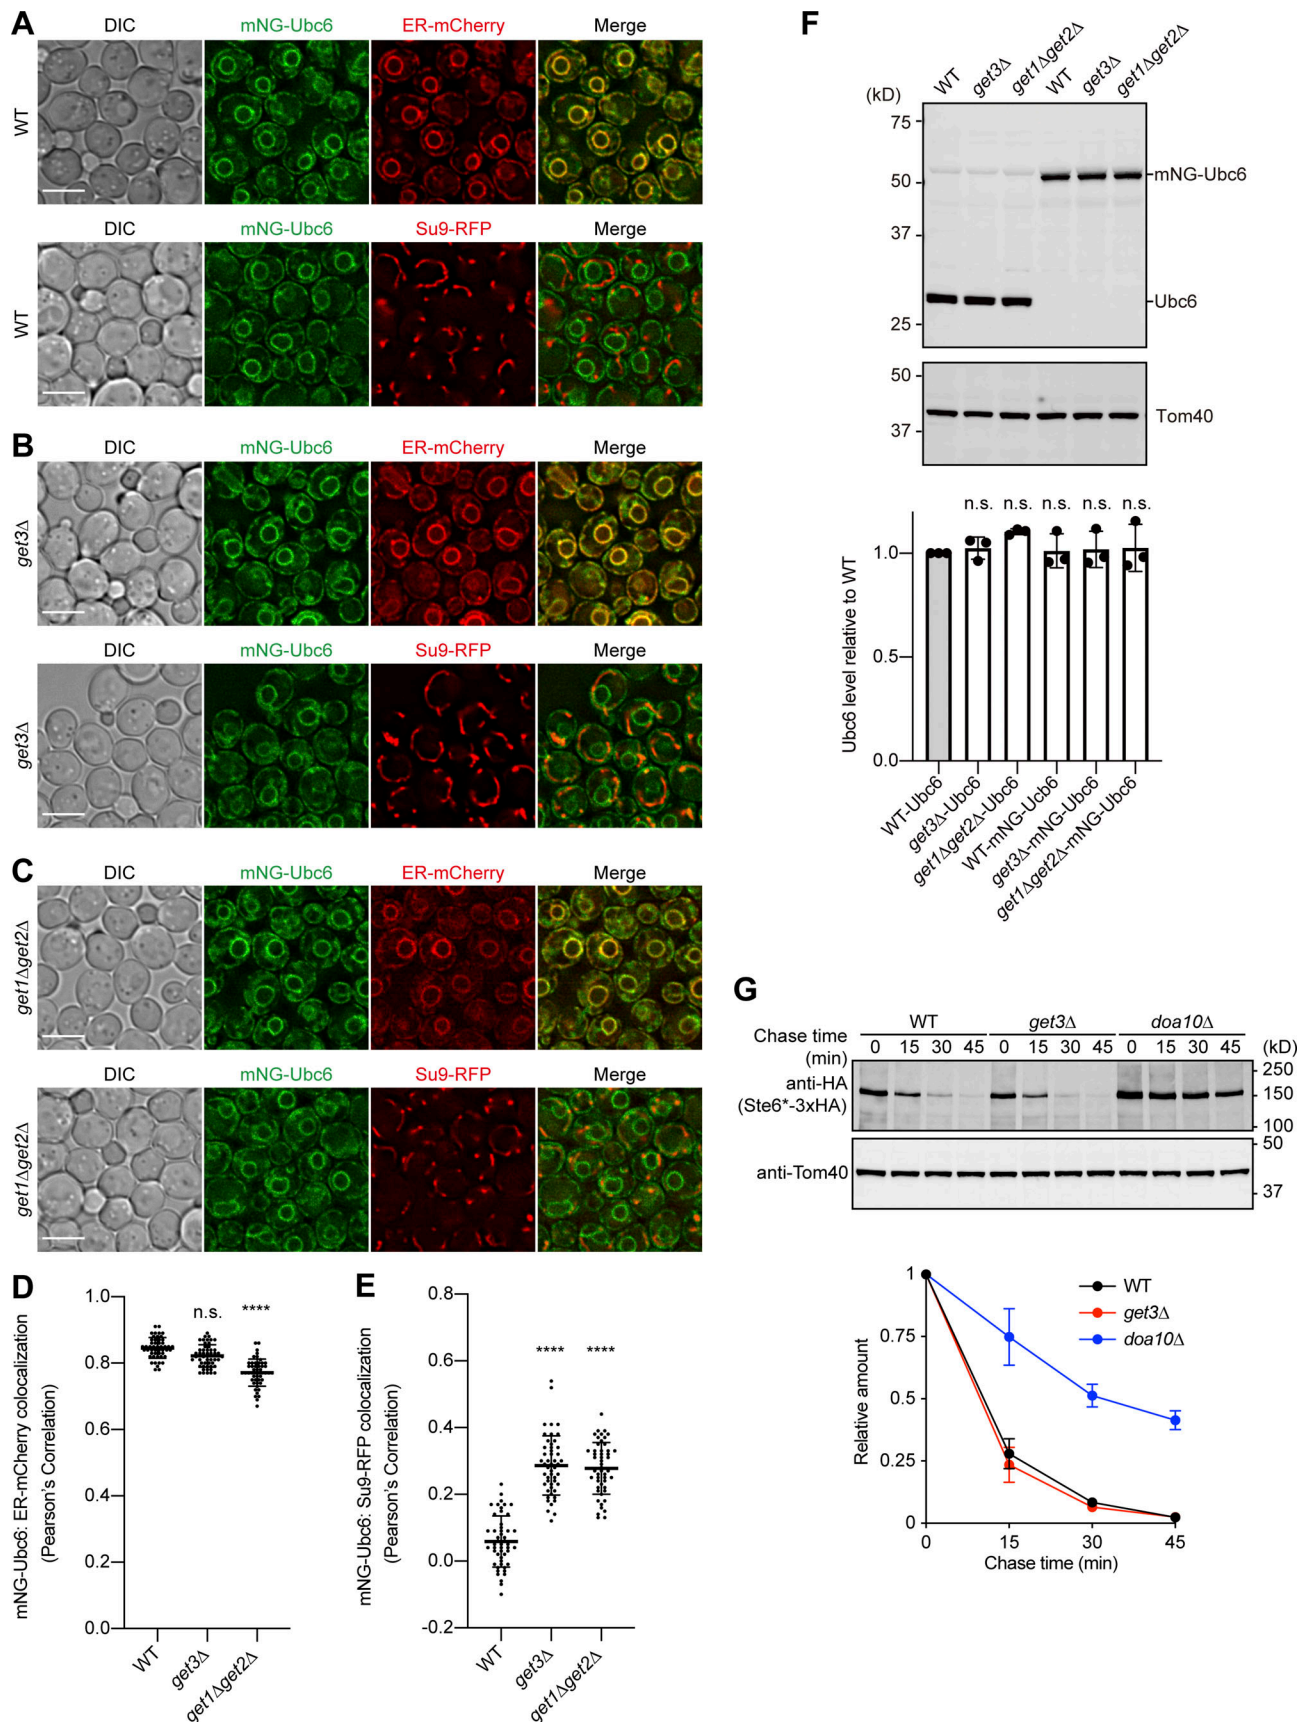 A
DIC mNG-Ubc6 ER-mCherry Merge
WT
DIC mNG-Ubc6 Su9-RFP Merge
WT
B
DIC mNG-Ubc6 ER-mCherry Merge
get3Δ
DIC mNG-Ubc6 Su9-RFP Merge
get3Δ
C
DIC mNG-Ubc6 ER-mCherry Merge
get1Δget2Δ
DIC mNG-Ubc6 Su9-RFP Merge
get1Δget2Δ
D
mNG-Ubc6: ER-mCherry colocalization
(Pearson's Correlation)
1.0
0.8
0.6
0.4
0.2
0.0
n.s.
****
WT
get3Δ
get1Δget2Δ
E
mNG-Ubc6: Su9-RFP colocalization
(Pearson's Correlation)
0.8
0.6
0.4
0.2
0.0
-0.2
****
****
WT
get3Δ
get1Δget2Δ
F
WT get3Δ get1Δget2Δ WT get3Δ get1Δget2Δ
(kD)
75
50
37
25
mNG-Ubc6
Ubc6
50
37
Tom40
Ubc6 level relative to WT
1.0
0.5
0.0
n.s. n.s. n.s. n.s. n.s.
WT-Ubc6
get3Δ-Ubc6
get1Δget2Δ-Ubc6
WT-mNG-Ucb6
get3Δ-mNG-Ubc6
get1Δget2Δ-mNG-Ubc6
G
WT get3Δ doa10Δ
Chase time
(min)
0 15 30 45 0 15 30 45 0 15 30 45 (kD)
anti-HA
(Ste6*-3xHA)
250
150
100
anti-Tom40
50
37
Relative amount
1
0.75
0.5
0.25
0
WT
get3Δ
doa10Δ
0 15 30 45
Chase time (min)